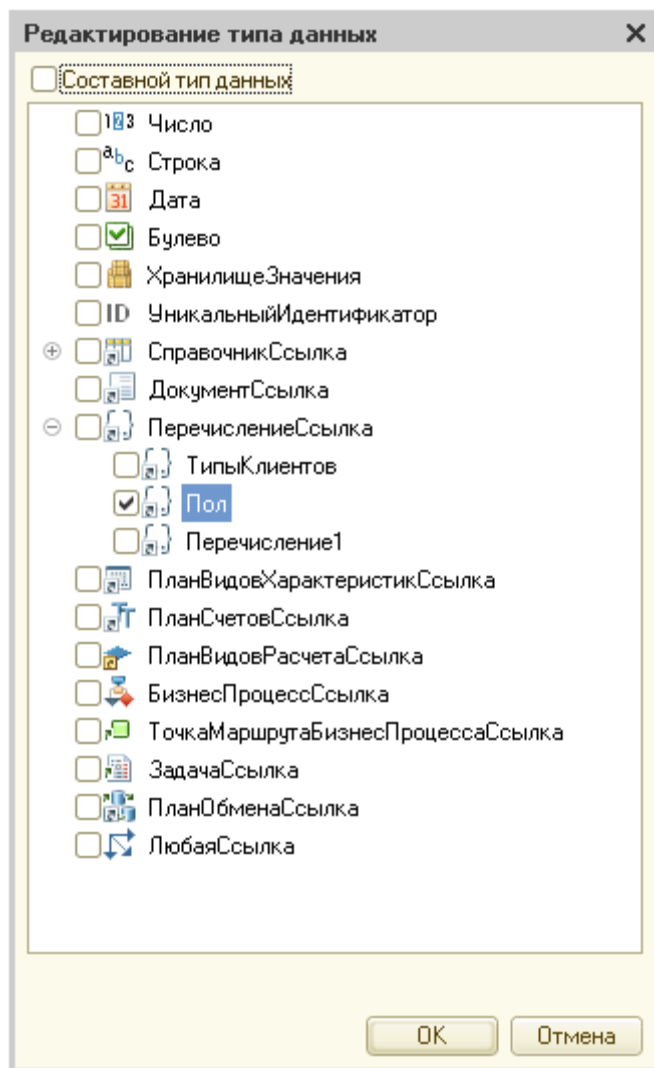 Редактирование типа данных
Составной тип данных
Число
Строка
Дата
Булево
ХранилищеЗначения
УникальныйИдентификатор
СправочникСсылка
ДокументСсылка
ПеречислениеСсылка
ТипыКлиентов
Пол
Перечисление1
ПланВидовХарактеристикСсылка
ПланСчетовСсылка
ПланВидовРасчетаСсылка
БизнесПроцессСсылка
ТочкаМаршрутаБизнесПроцессаСсылка
ЗадачаСсылка
ПланОбменаСсылка
ЛюбаяСсылка
ОК Отмена